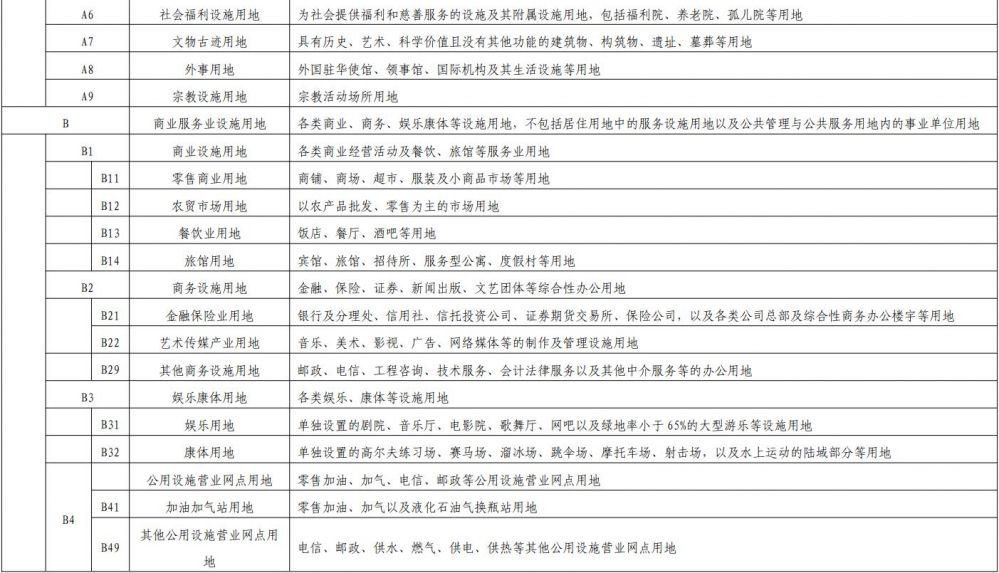 A6 社会福利设施用地 为社会提供福利和慈善服务的设施及其附属设施用地，包括福利院、养老院、孤儿院等用地
A7 文物古迹用地 具有历史、艺术、科学价值且没有其他功能的建筑物、构筑物、遗址、墓葬等用地
A8 外事用地 外国驻华使馆、领事馆、国际机构及其生活设施等用地
A9 宗教设施用地 宗教活动场所用地
B 商业服务业设施用地 各类商业、商务、娱乐康体等设施用地，不包括居住用地中的服务设施用地以及公共管理与公共服务用地内的事业单位用地
B1 商业设施用地 各类商业经营活动及餐饮、旅馆等服务业用地
B11 零售商业用地 商铺、商场、超市、服装及小商品市场等用地
B12 农贸市场用地 以农产品批发、零售为主的市场用地
B13 餐饮业用地 饭店、餐厅、酒吧等用地
B14 旅馆用地 宾馆、旅馆、招待所、服务型公寓、度假村等用地
B2 商务设施用地 金融、保险、证券、新闻出版、文艺团体等综合性办公用地
B21 金融保险业用地 银行及分理处、信用社、信托投资公司、证券期货交易所、保险公司，以及各类公司总部及综合性商务办公楼宇等用地
B22 艺术传媒产业用地 音乐、美术、影视、广告、网络媒体等的制作及管理设施用地
B29 其他商务设施用地 邮政、电信、工程咨询、技术服务、会计法律服务以及其他中介服务等的办公用地
B3 娱乐康体用地 各类娱乐、康体等设施用地
B31 娱乐用地 单独设置的剧院、音乐厅、电影院、歌舞厅、网吧以及绿地率小于65%的大型游乐等设施用地
B32 康体用地 单独设置的高尔夫练习场、赛马场、溜冰场、跳伞场、摩托车场、射击场，以及水上运动的陆域部分等用地
B4 公用设施营业网点用地 零售加油、加气、电信、邮政等公用设施营业网点用地
B41 加油加气站用地 零售加油、加气以及液化石油气换瓶站用地
B49 其他公用设施营业网点用
地 电信、邮政、供水、燃气、供电、供热等其他公用设施营业网点用地